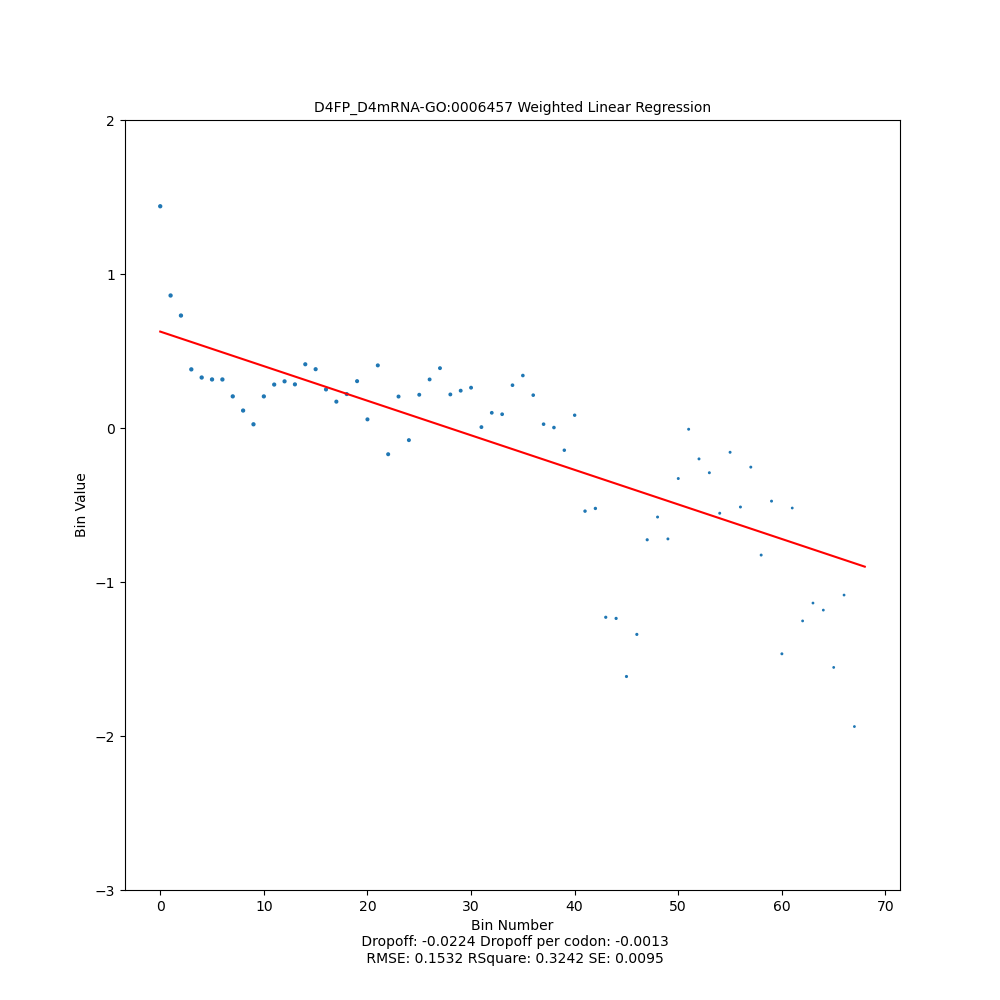 D4FP_D4mRNA-GO:0006457 Weighted Linear Regression
2
1
0
−1
−2
−3
Bin Value
0 10 20 30 40 50 60 70
Bin Number
Dropoff: -0.0224 Dropoff per codon: -0.0013
RMSE: 0.1532 RSquare: 0.3242 SE: 0.0095